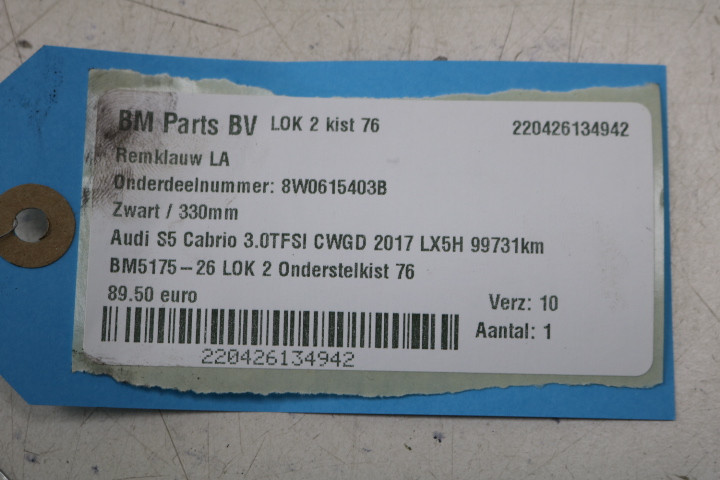 BM Parts BV LOK 2 kist 76 220426134942
Remklauw LA
Onderdeelnummer: 8W0615403B
Zwart / 330mm
Audi S5 Cabrio 3.0TFSI CWGD 2017 LX5H 99731km
BM5175-26 LOK 2 Onderstelkist 76
89.50 euro Verz: 10
Aantal: 1
220426134942